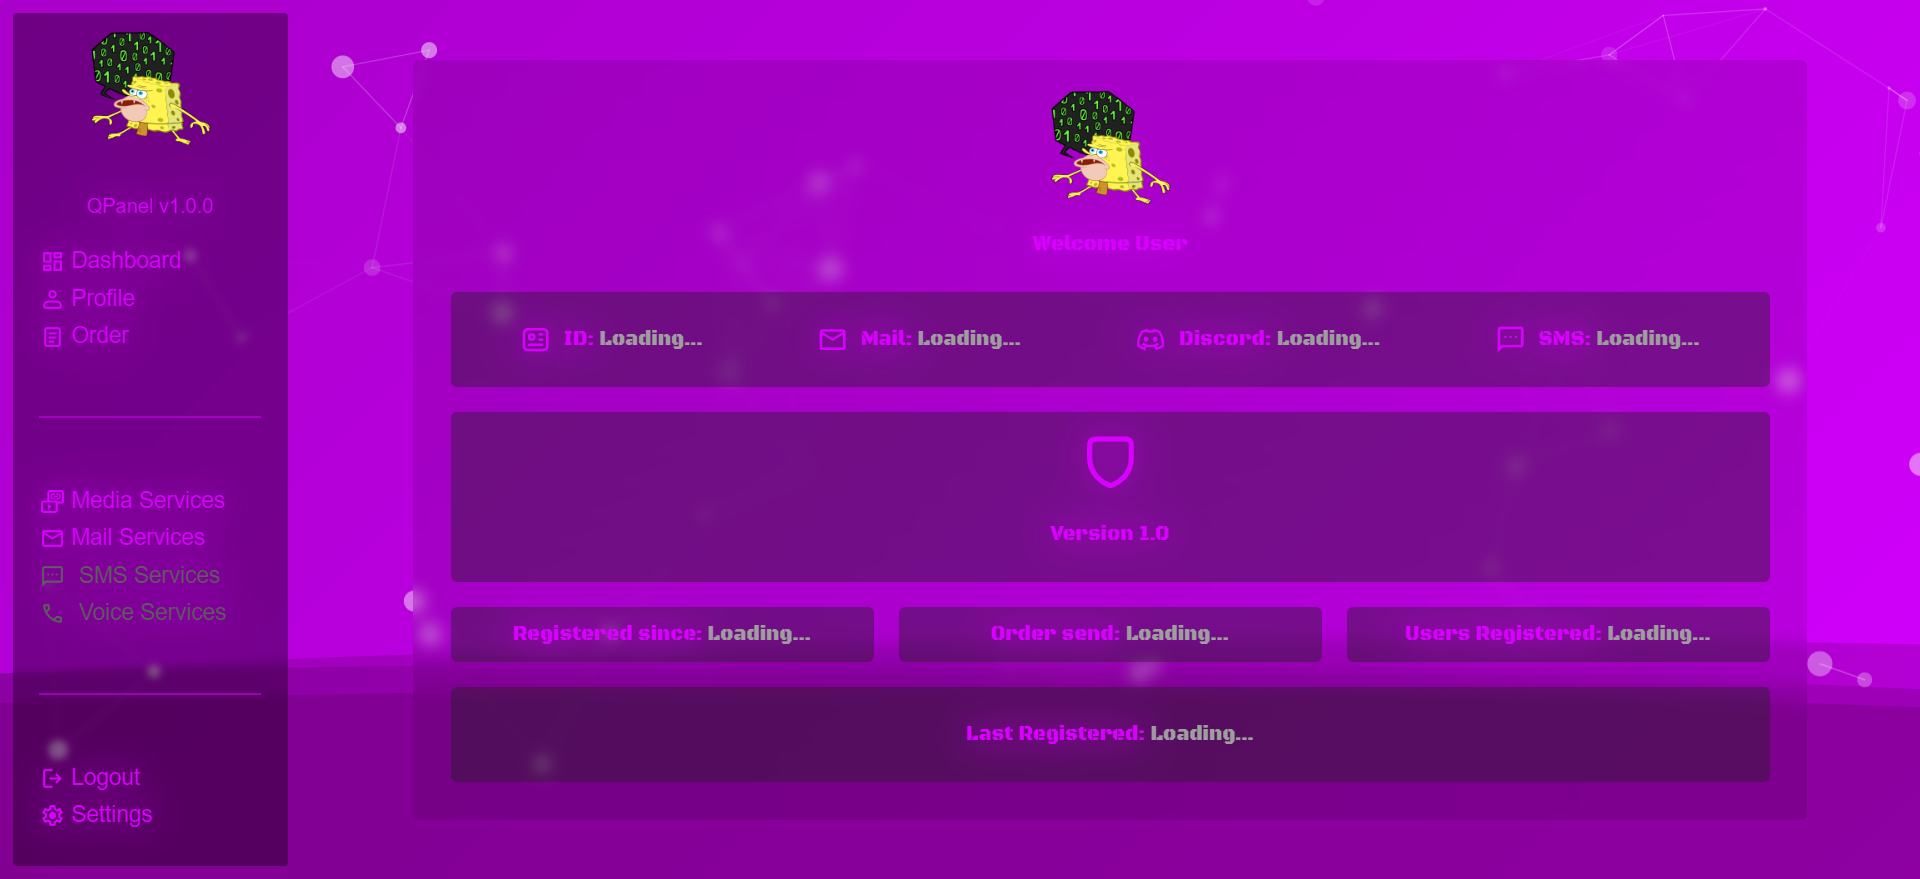 QPanel v1.0.0
Dashboard
Profile
Order
Media Services
Mail Services
SMS Services
Voice Services
Logout
Settings
Welcome User
ID: Loading...
Mail: Loading...
Discord: Loading...
SMS: Loading...
Version 1.0
Registered since: Loading...
Order send: Loading...
Users Registered: Loading...
Last Registered: Loading...